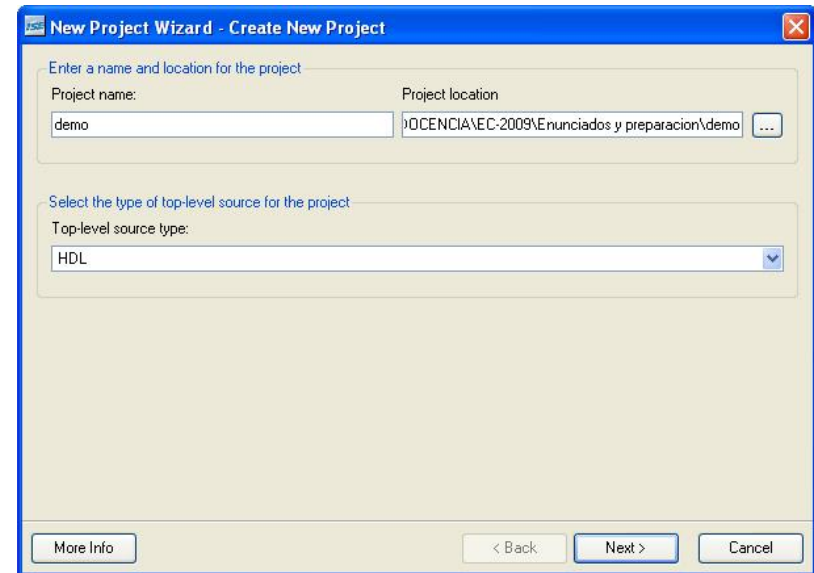 ISE New Project Wizard - Create New Project
Enter a name and location for the project
Project name: Project location
demo OCENCIA\EC-2009\Enunciados y preparacion\demo ...
Select the type of top-level source for the project
Top-level source type:
HDL
More Info < Back Next > Cancel